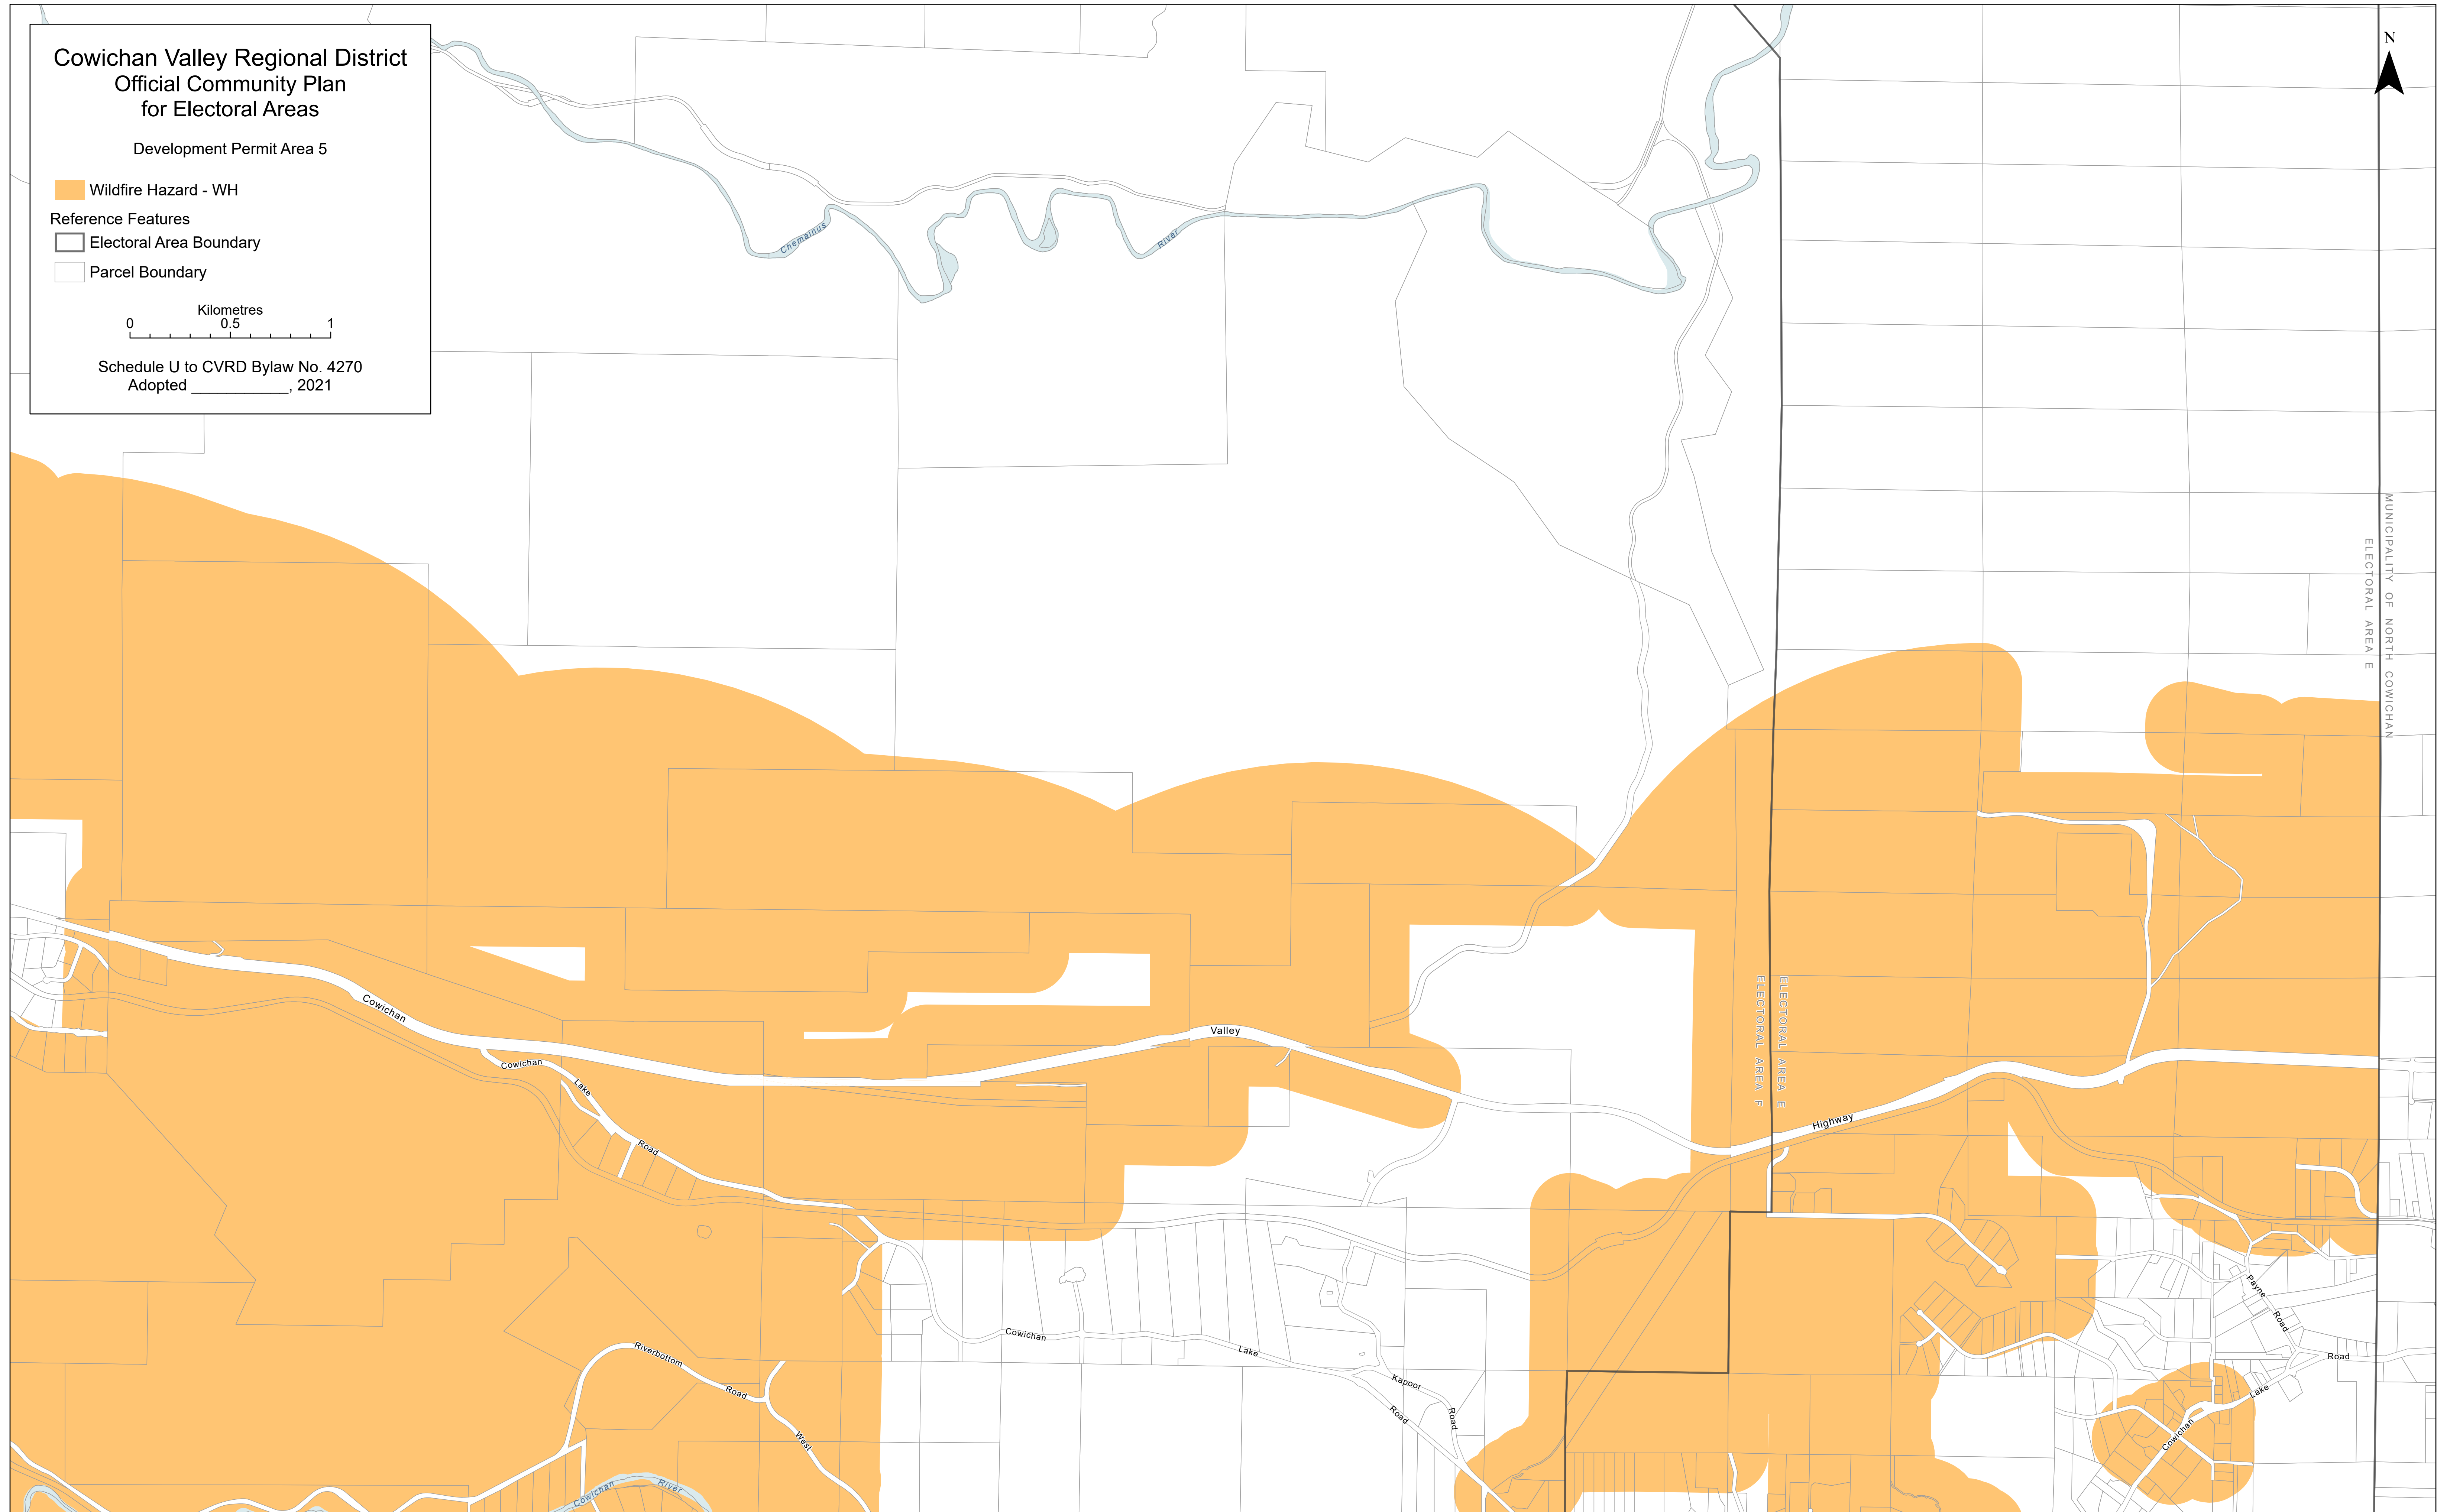 Cowichan Valley Regional District
Official Community Plan
for Electoral Areas
Development Permit Area 5
Wildfire Hazard - WH
Reference Features
Electoral Area Boundary
Parcel Boundary
Kilometres
0 0.5 1
Schedule U to CVRD Bylaw No. 4270
Adopted ____________, 2021
N
Chemainus
River
MUNICIPALITY OF NORTH COWICHAN
ELECTORAL AREA E
ELECTORAL AREA F
ELECTORAL AREA E
Cowichan
Valley
Highway
Cowichan
Lake
Road
Riverbottom
Road
West
Cowichan
River
Cowichan
Lake
Road
Kapoor
Road
Payne
Road
Cowichan
Lake
Road